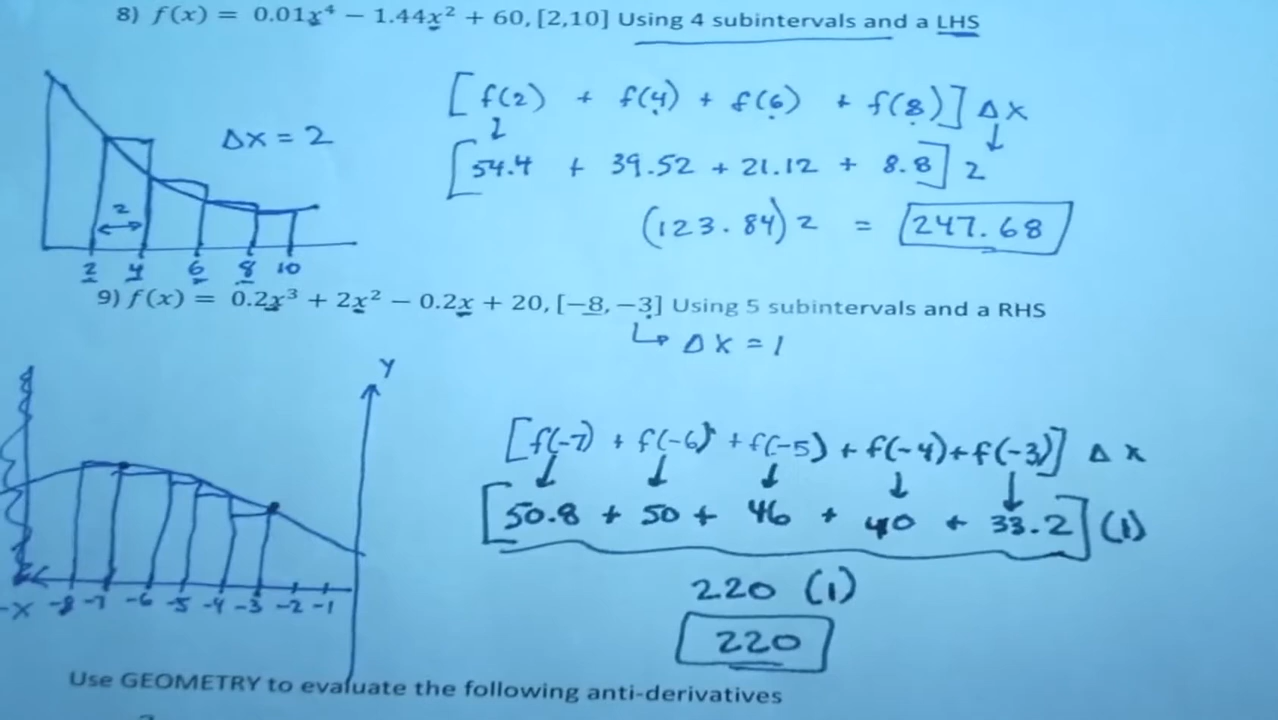 8) f(x) = 0.01x⁴ − 1.44x² + 60, [2,10] Using 4 subintervals and a LHS
[f(2) + f(4) + f(6) + f(8)] Δx
Δx = 2
[54.4 + 39.52 + 21.12 + 8.8] 2
2
(123.84) 2 = 247.68
2 4 6 8 10
9) f(x) = 0.2x³ + 2x² − 0.2x + 20, [−8, −3] Using 5 subintervals and a RHS
Δx = 1
Y
[f(-7) + f(-6) + f(-5) + f(-4) + f(-3)] Δx
[50.8 + 50 + 46 + 40 + 33.2] (1)
220 (1)
-x -8 -7 -6 -5 -4 -3 -2 -1
220
Use GEOMETRY to evaluate the following anti-derivatives